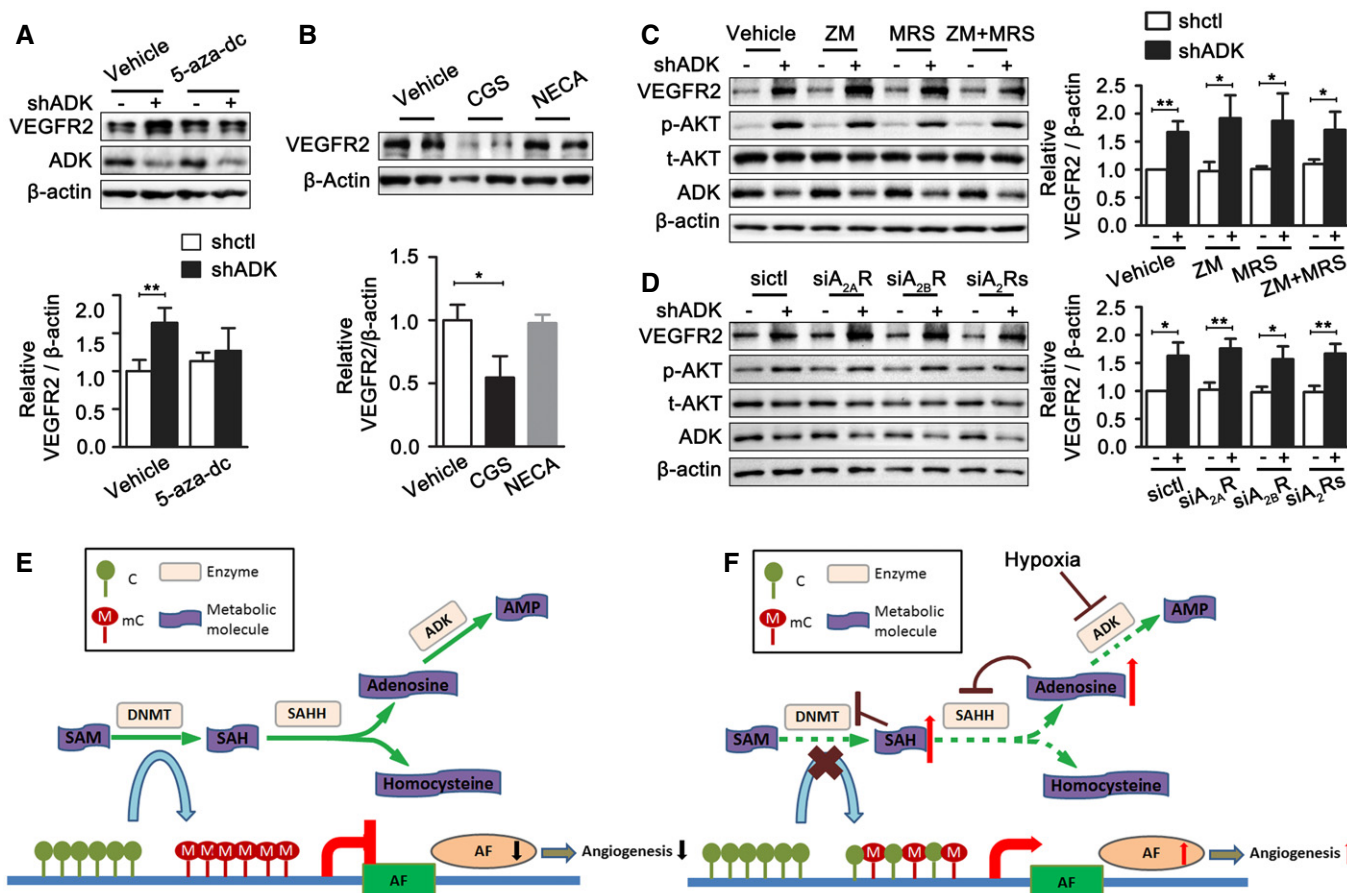 A
Vehicle
5-aza-dc
shADK - + - +
VEGFR2
ADK
β-actin
shctl
shADK
Relative
VEGFR2 / β-actin
2.0
1.5
1.0
1.0
0.0
**
Vehicle
5-aza-dc
B
Vehicle
CGS
NECA
VEGFR2
β-Actin
Relative
VEGFR2/β-actin
1.0
0.5
0.0
*
Vehicle
CGS
NECA
C
Vehicle ZM MRS ZM+MRS
shADK - + - + - + - +
VEGFR2
p-AKT
t-AKT
ADK
β-actin
shctl
shADK
Relative
VEGFR2 / β-actin
2.5
2.0
1.5
1.0
0.5
0.0
** * * *
- + - + - + - +
Vehicle
ZM
MRS
ZM+MRS
D
sictl siA2AR siA2BR siA2Rs
shADK - + - + - + - +
VEGFR2
p-AKT
t-AKT
ADK
β-actin
Relative
VEGFR2 / β-actin
2.5
2.0
1.5
1.0
0.5
0.0
* ** * **
- + - + - + - +
sictl
siA2AR
siA2BR
siA2Rs
E
C
Enzyme
M mC
Metabolic
molecule
AMP
ADK
Adenosine
DNMT
SAHH
SAM
SAH
Homocysteine
M M M M M M
AF
AF
Angiogenesis
F
C
Enzyme
M mC
Metabolic
molecule
Hypoxia
AMP
ADK
Adenosine
DNMT
SAHH
SAM
SAH
Homocysteine
M M M
AF
AF
Angiogenesis